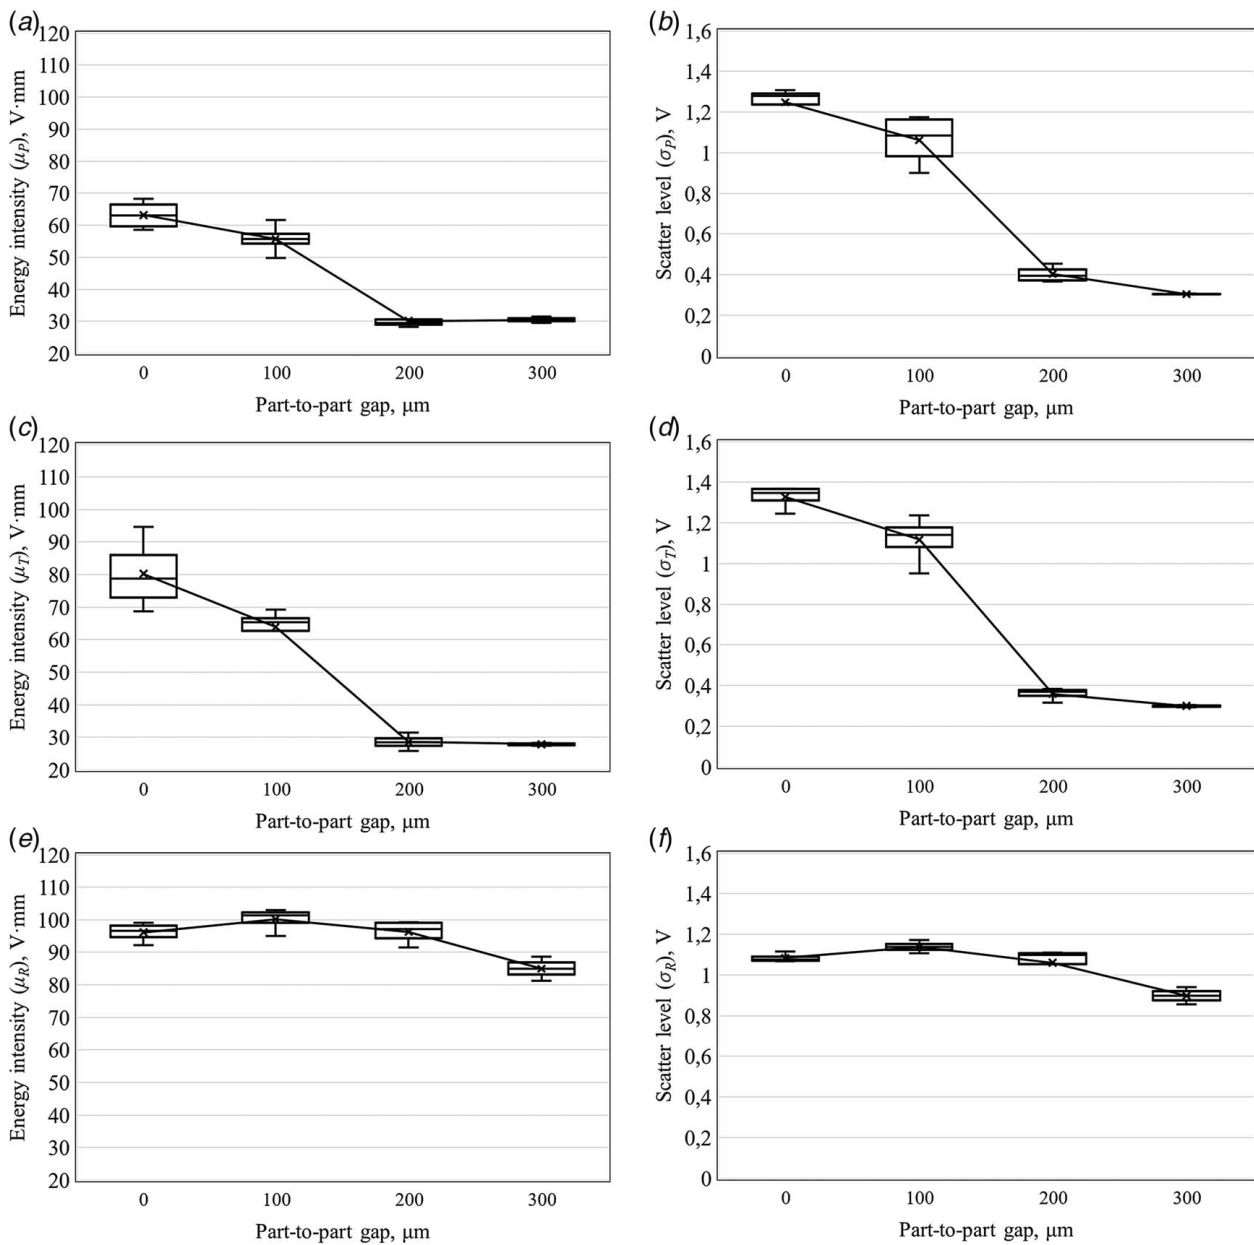 (a)
120
110
100
90
80
70
60
50
40
30
20
Energy intensity (μP), V·mm
0 100 200 300
Part-to-part gap, μm
(b)
1,6
1,4
1,2
1
0,8
0,6
0,4
0,2
0
Scatter level (σP), V
0 100 200 300
Part-to-part gap, μm
(c)
120
110
100
90
80
70
60
50
40
30
20
Energy intensity (μT), V·mm
0 100 200 300
Part-to-part gap, μm
(d)
1,6
1,4
1,2
1
0,8
0,6
0,4
0,2
0
Scatter level (σT), V
0 100 200 300
Part-to-part gap, μm
(e)
120
110
100
90
80
70
60
50
40
30
20
Energy intensity (μR), V·mm
0 100 200 300
Part-to-part gap, μm
(f)
1,6
1,4
1,2
1
0,8
0,6
0,4
0,2
0
Scatter level (σR), V
0 100 200 300
Part-to-part gap, μm